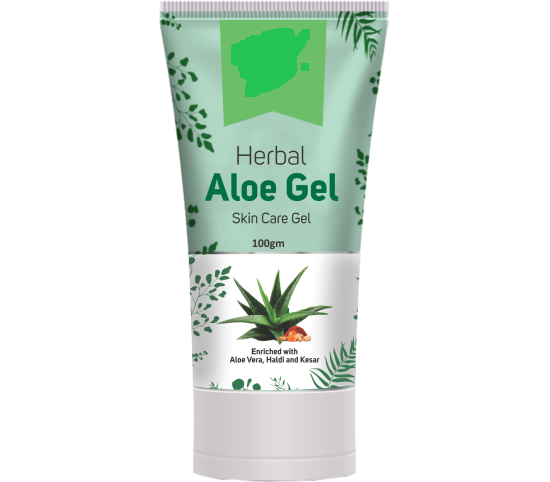 Herbal
Aloe Gel
Skin Care Gel
100gm
Enriched with
Aloe Vera, Haldi and Kesar